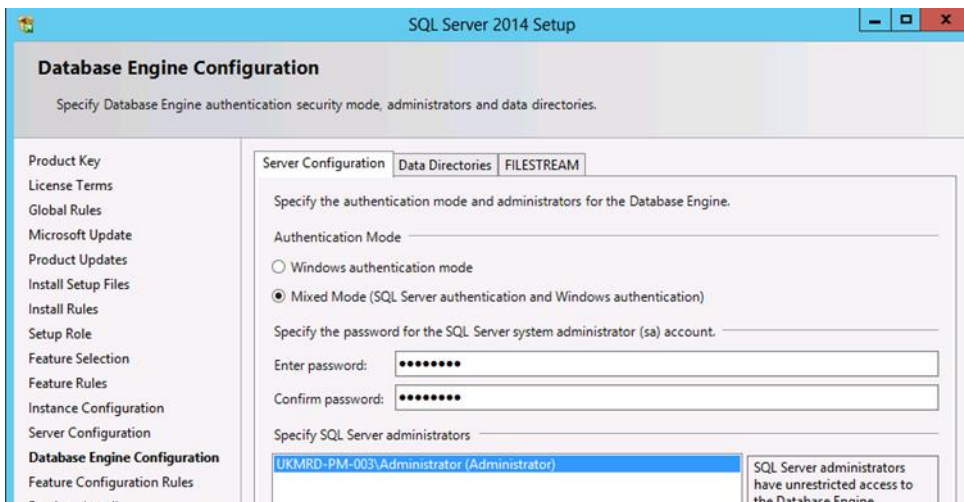 SQL Server 2014 Setup
Database Engine Configuration
Specify Database Engine authentication security mode, administrators and data directories.
Product Key
License Terms
Global Rules
Microsoft Update
Product Updates
Install Setup Files
Install Rules
Setup Role
Feature Selection
Feature Rules
Instance Configuration
Server Configuration
Database Engine Configuration
Feature Configuration Rules
Server Configuration Data Directories FILESTREAM
Specify the authentication mode and administrators for the Database Engine.
Authentication Mode
Windows authentication mode
Mixed Mode (SQL Server authentication and Windows authentication)
Specify the password for the SQL Server system administrator (sa) account.
Enter password: ●●●●●●●●
Confirm password: ●●●●●●●●
Specify SQL Server administrators
UKMRD-PM-003\Administrator (Administrator)
SQL Server administrators
have unrestricted access to
the Database Engine